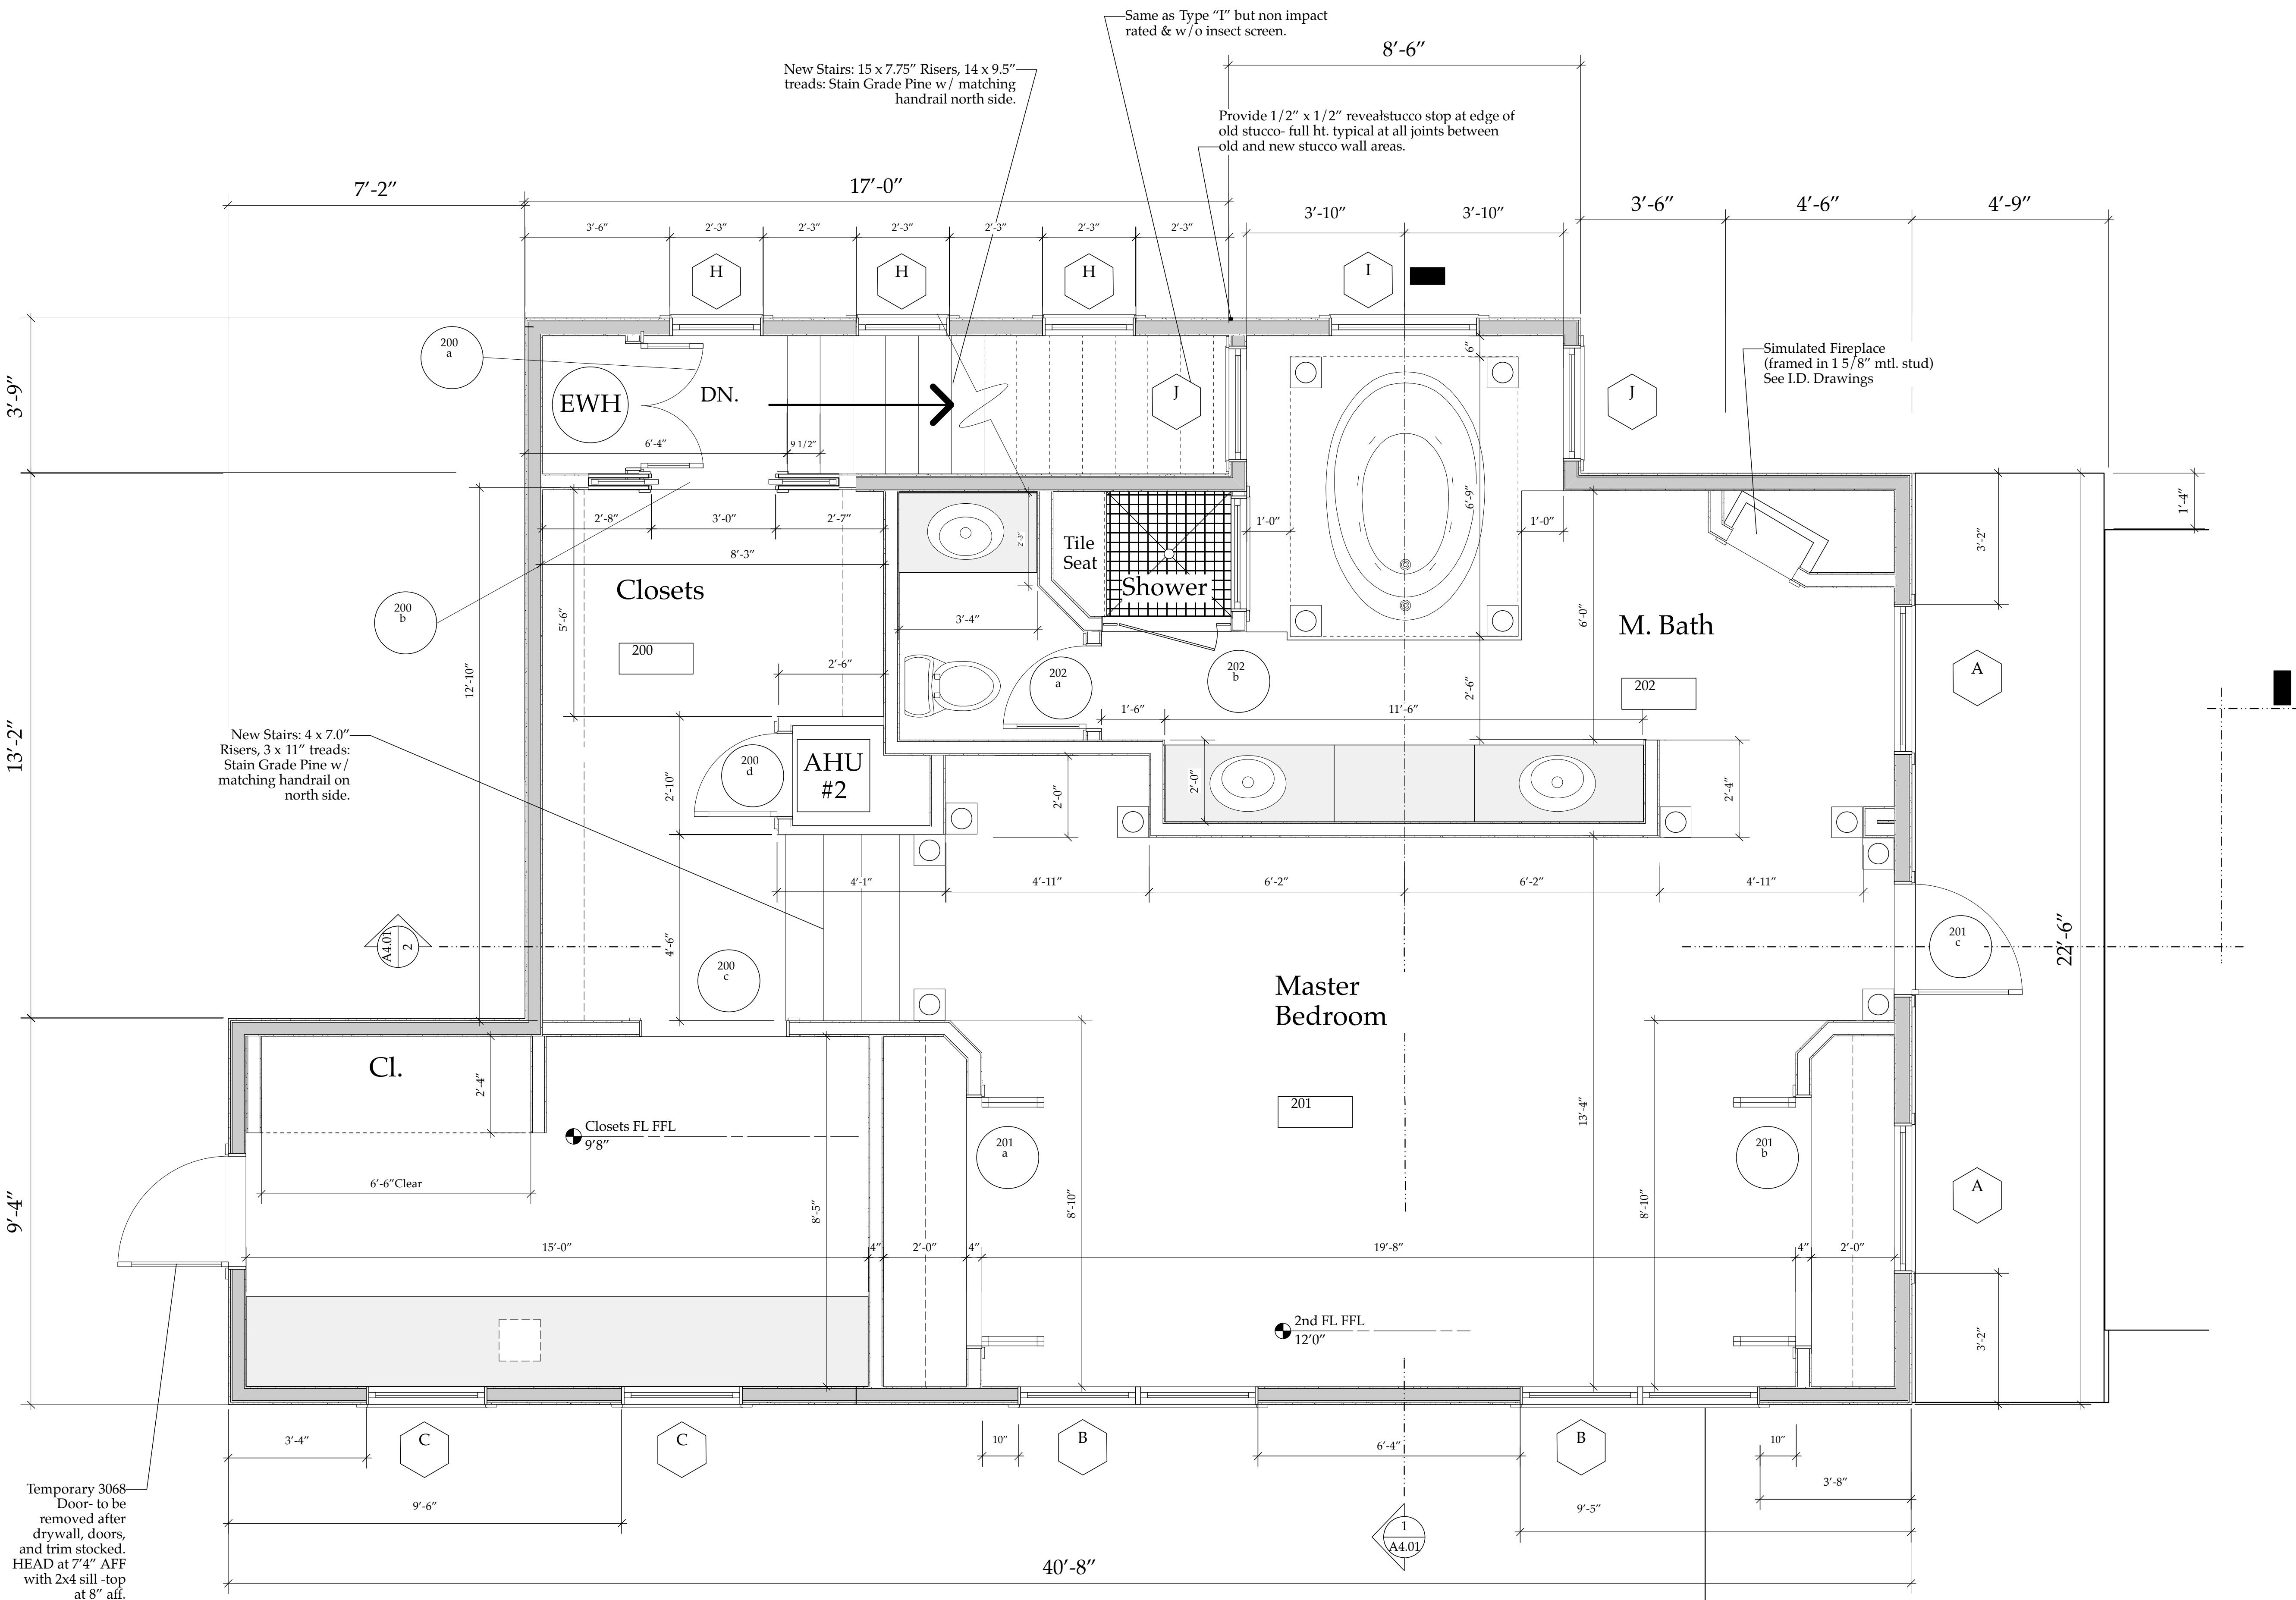 Same as Type “I” but non impact
rated & w/o insect screen.
8’-6”
New Stairs: 15 x 7.75” Risers, 14 x 9.5”
treads: Stain Grade Pine w/ matching
handrail north side.
Provide 1/2” x 1/2” reveal stucco stop at edge of
old stucco- full ht. typical at all joints between
old and new stucco wall areas.
7’-2”
17’-0”
3’-6”
4’-6”
4’-9”
3’-10”
3’-10”
3’-6”
2’-3”
2’-3”
2’-3”
2’-3”
2’-3”
2’-3”
H
H
H
I
200
a
EWH
DN.
J
J
6”
Simulated Fireplace
(framed in 1 5/8” mtl. stud)
See I.D. Drawings
3’-9”
6’-4”
9 1/2”
2’-8”
3’-0”
2’-7”
8’-3”
2’-3”
Tile
Seat
Shower
1’-0”
6’-9”
1’-0”
3’-2”
1’-4”
Closets
200
b
5’-6”
3’-4”
6’-0”
M. Bath
200
2’-6”
12’-10”
202
a
202
b
2’-6”
202
A
1’-6”
11’-6”
13’-2”
New Stairs: 4 x 7.0”
Risers, 3 x 11” treads:
Stain Grade Pine w/
matching handrail on
north side.
2’-10”
200
d
AHU
#2
2’-0”
2’-0”
2’-4”
4’-1”
4’-11”
6’-2”
6’-2”
4’-11”
A4.01
2
4’-6”
200
c
201
c
22’-6”
Master
Bedroom
Cl.
2’-4”
201
13’-4”
Closets FL FFL
9’8”
201
a
201
b
6’-6”Clear
8’-5”
8’-10”
8’-10”
A
9’-4”
15’-0”
4”
2’-0”
4”
19’-8”
4”
2’-0”
2nd FL FFL
12’0”
3’-2”
3’-4”
C
C
10”
B
6’-4”
B
10”
3’-8”
9’-6”
9’-5”
1
A4.01
Temporary 3068
Door- to be
removed after
drywall, doors,
and trim stocked.
HEAD at 7’4” AFF
with 2x4 sill -top
at 8” aff.
40’-8”